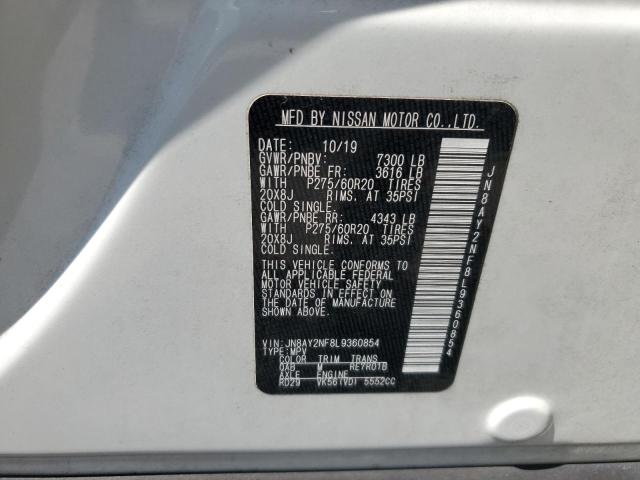 MFD BY NISSAN MOTOR CO.,LTD.
DATE: 10/19
GVWR/PNBV: 7300 LB
GAWR/PNBE FR: 3616 LB
WITH P275/60R20 TIRES
20X8J RIMS. AT 35PSI
COLD SINGLE.
GAWR/PNBE RR: 4343 LB
WITH P275/60R20 TIRES
20X8J RIMS. AT 35PSI
COLD SINGLE.
THIS VEHICLE CONFORMS TO
ALL APPLICABLE FEDERAL
MOTOR VEHICLE SAFETY
STANDARDS IN EFFECT ON
THE DATE OF MANUFACTURE
SHOWN ABOVE.
VIN: JN8AY2NF8L9360854
TYPE: MPV
COLOR TRIM TRANS
QAB M RE7R01B
AXLE ENGINE
RD29 VK56(VD) 5552CC
JN8AY2NF8L9360854